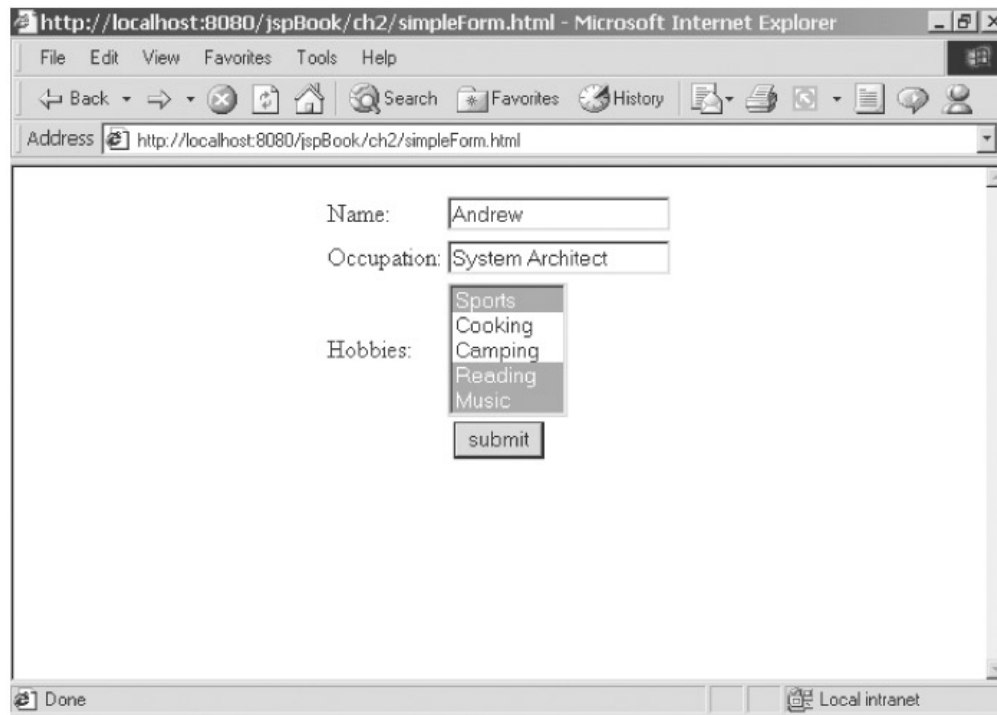 http://localhost:8080/jspBook/ch2/simpleForm.html - Microsoft Internet Explorer
File Edit View Favorites Tools Help
Back Search Favorites History
Address http://localhost:8080/jspBook/ch2/simpleForm.html
Name: Andrew
Occupation: System Architect
Hobbies:
Sports
Cooking
Camping
Reading
Music
submit
Done Local intranet